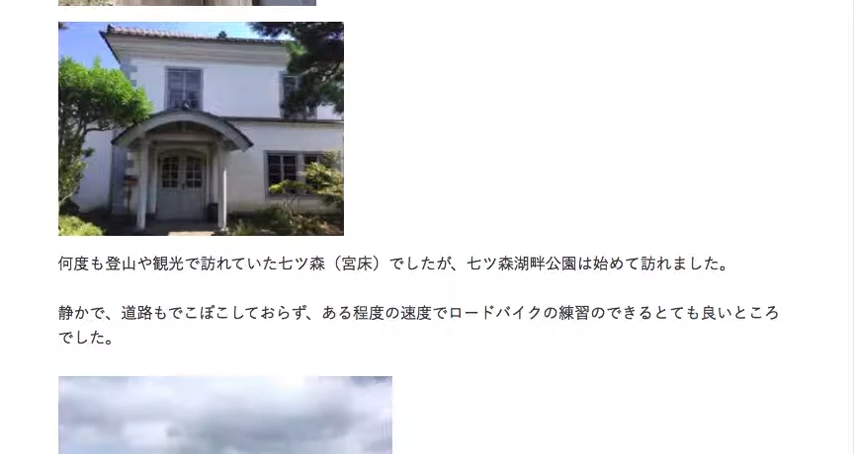 何度も登山や観光で訪れていた七ツ森（宮床）でしたが、七ツ森湖畔公園は始めて訪れました。
静かで、道路もでこぼこしておらず、ある程度の速度でロードバイクの練習のできるとても良いところ
でした。